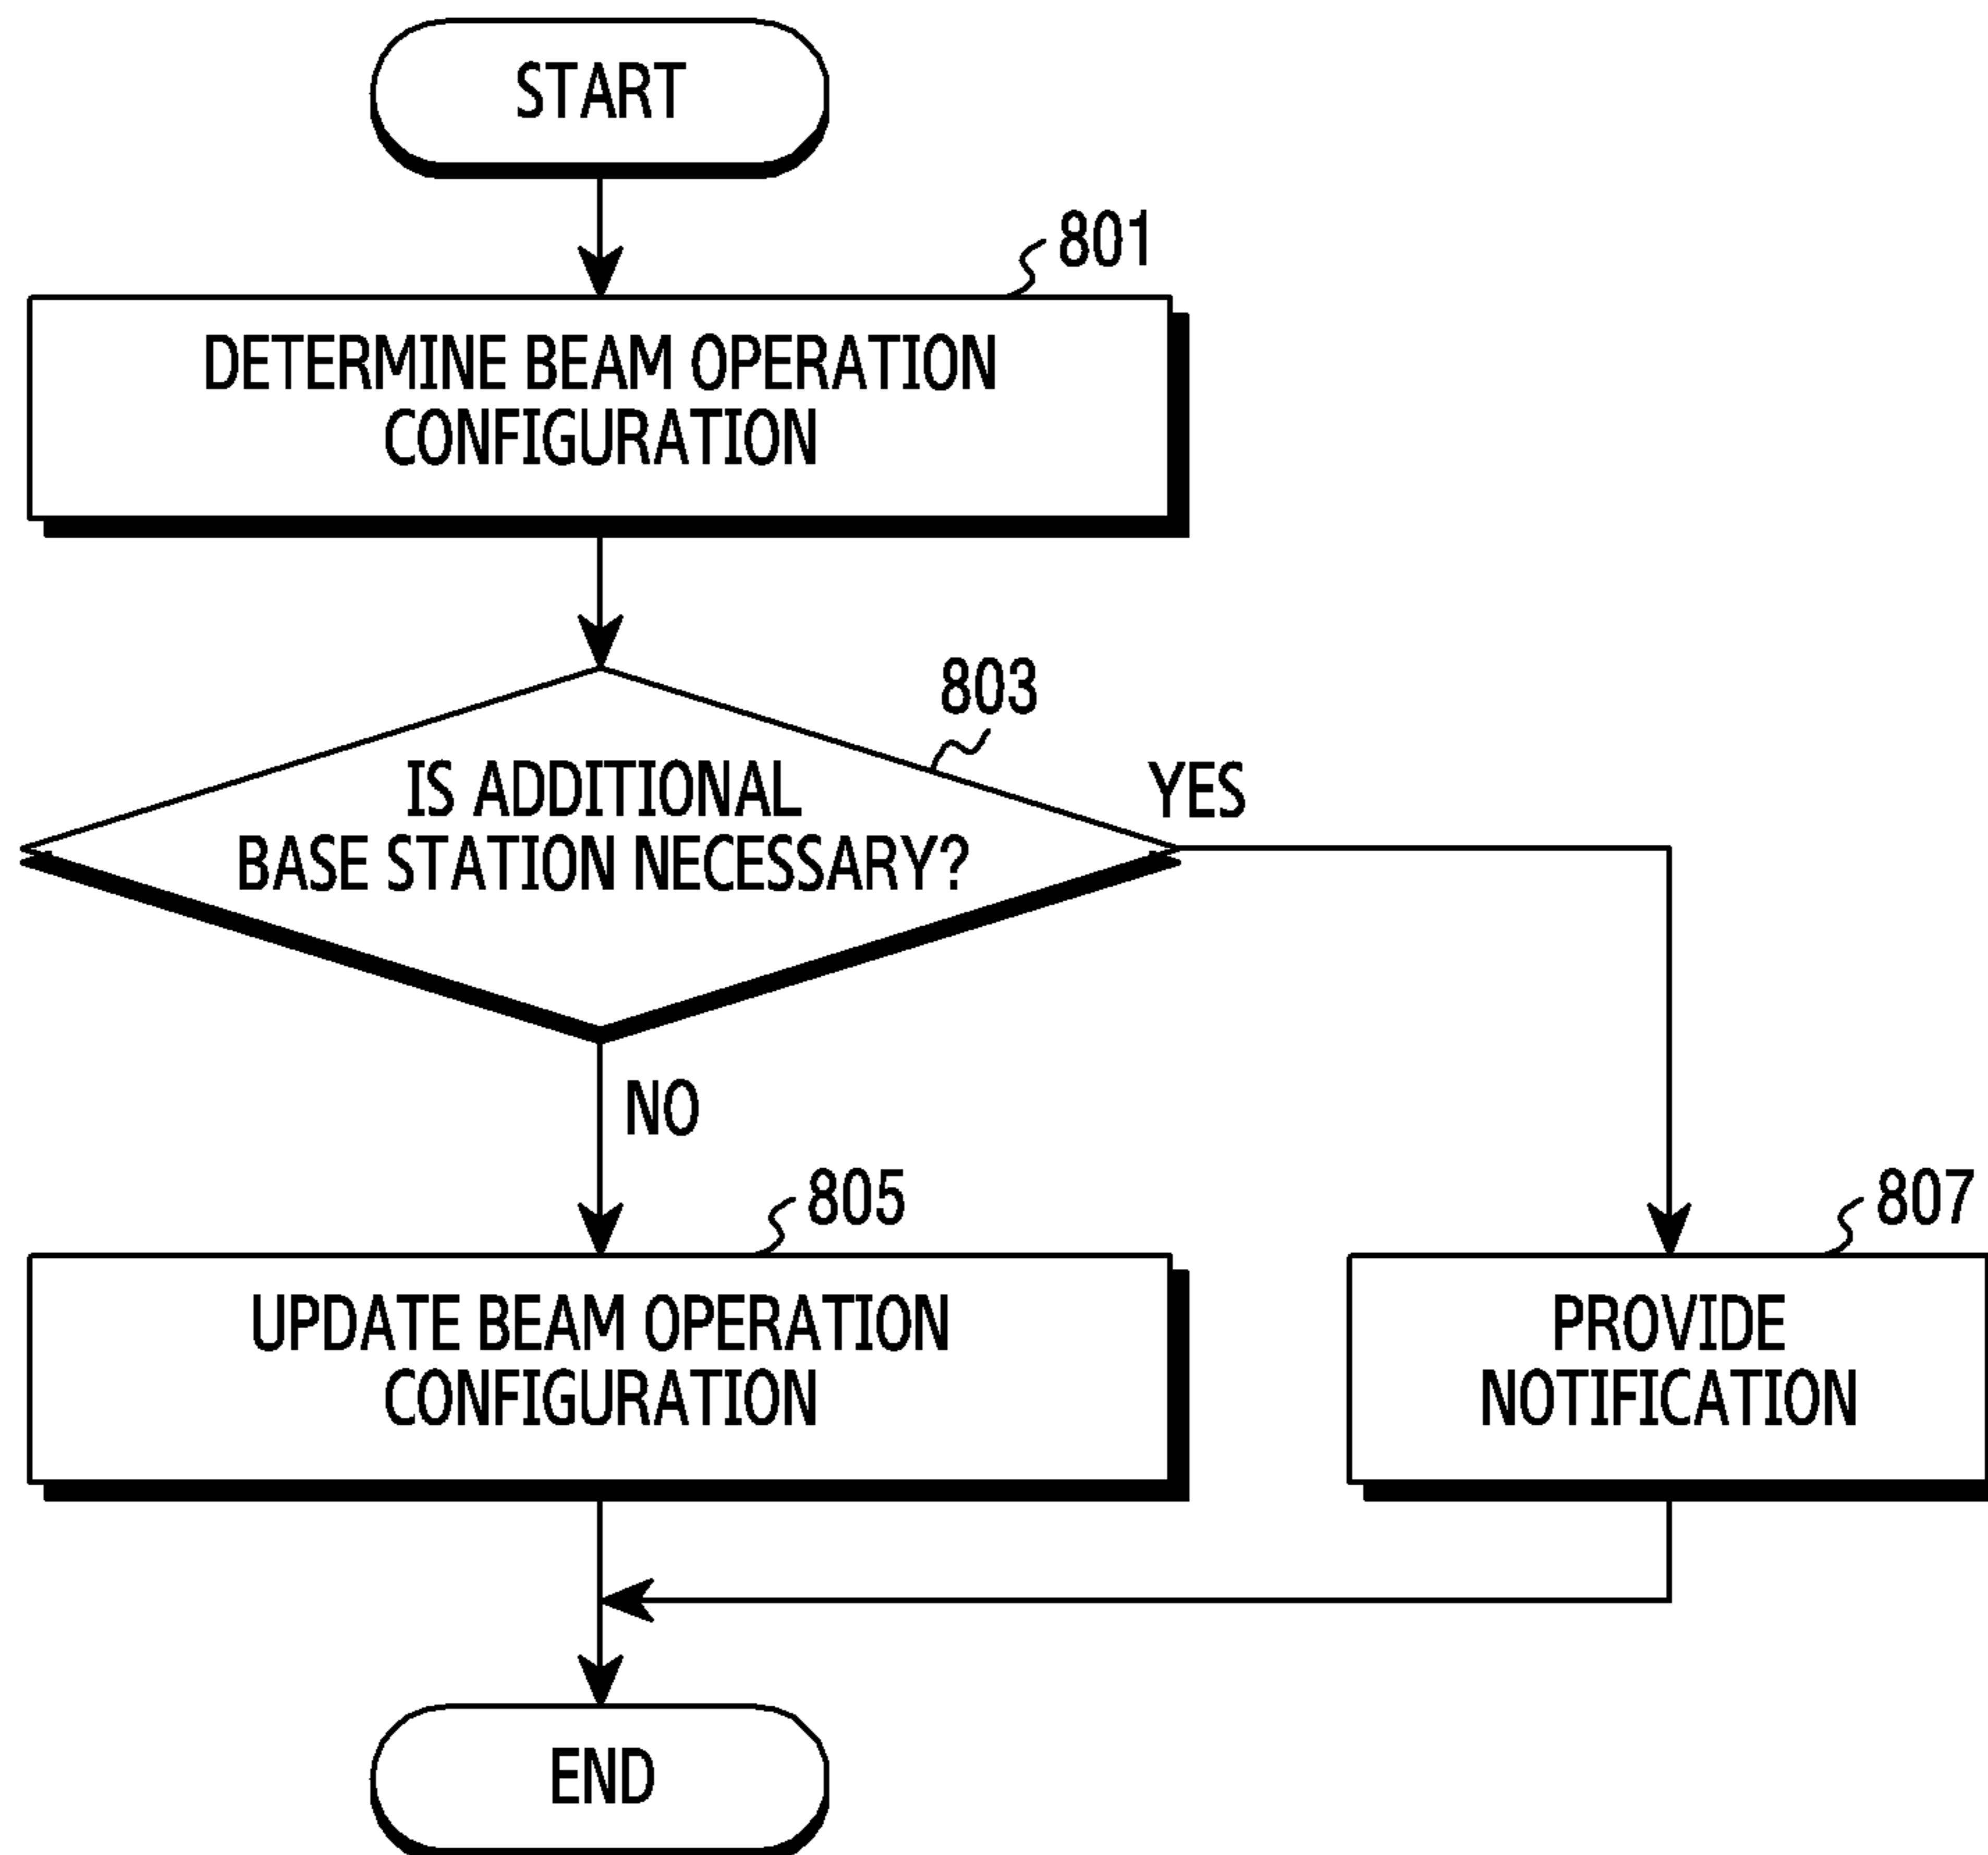 START
801
DETERMINE BEAM OPERATION
CONFIGURATION
803
IS ADDITIONAL
BASE STATION NECESSARY?
YES
NO
805
UPDATE BEAM OPERATION
CONFIGURATION
807
PROVIDE
NOTIFICATION
END